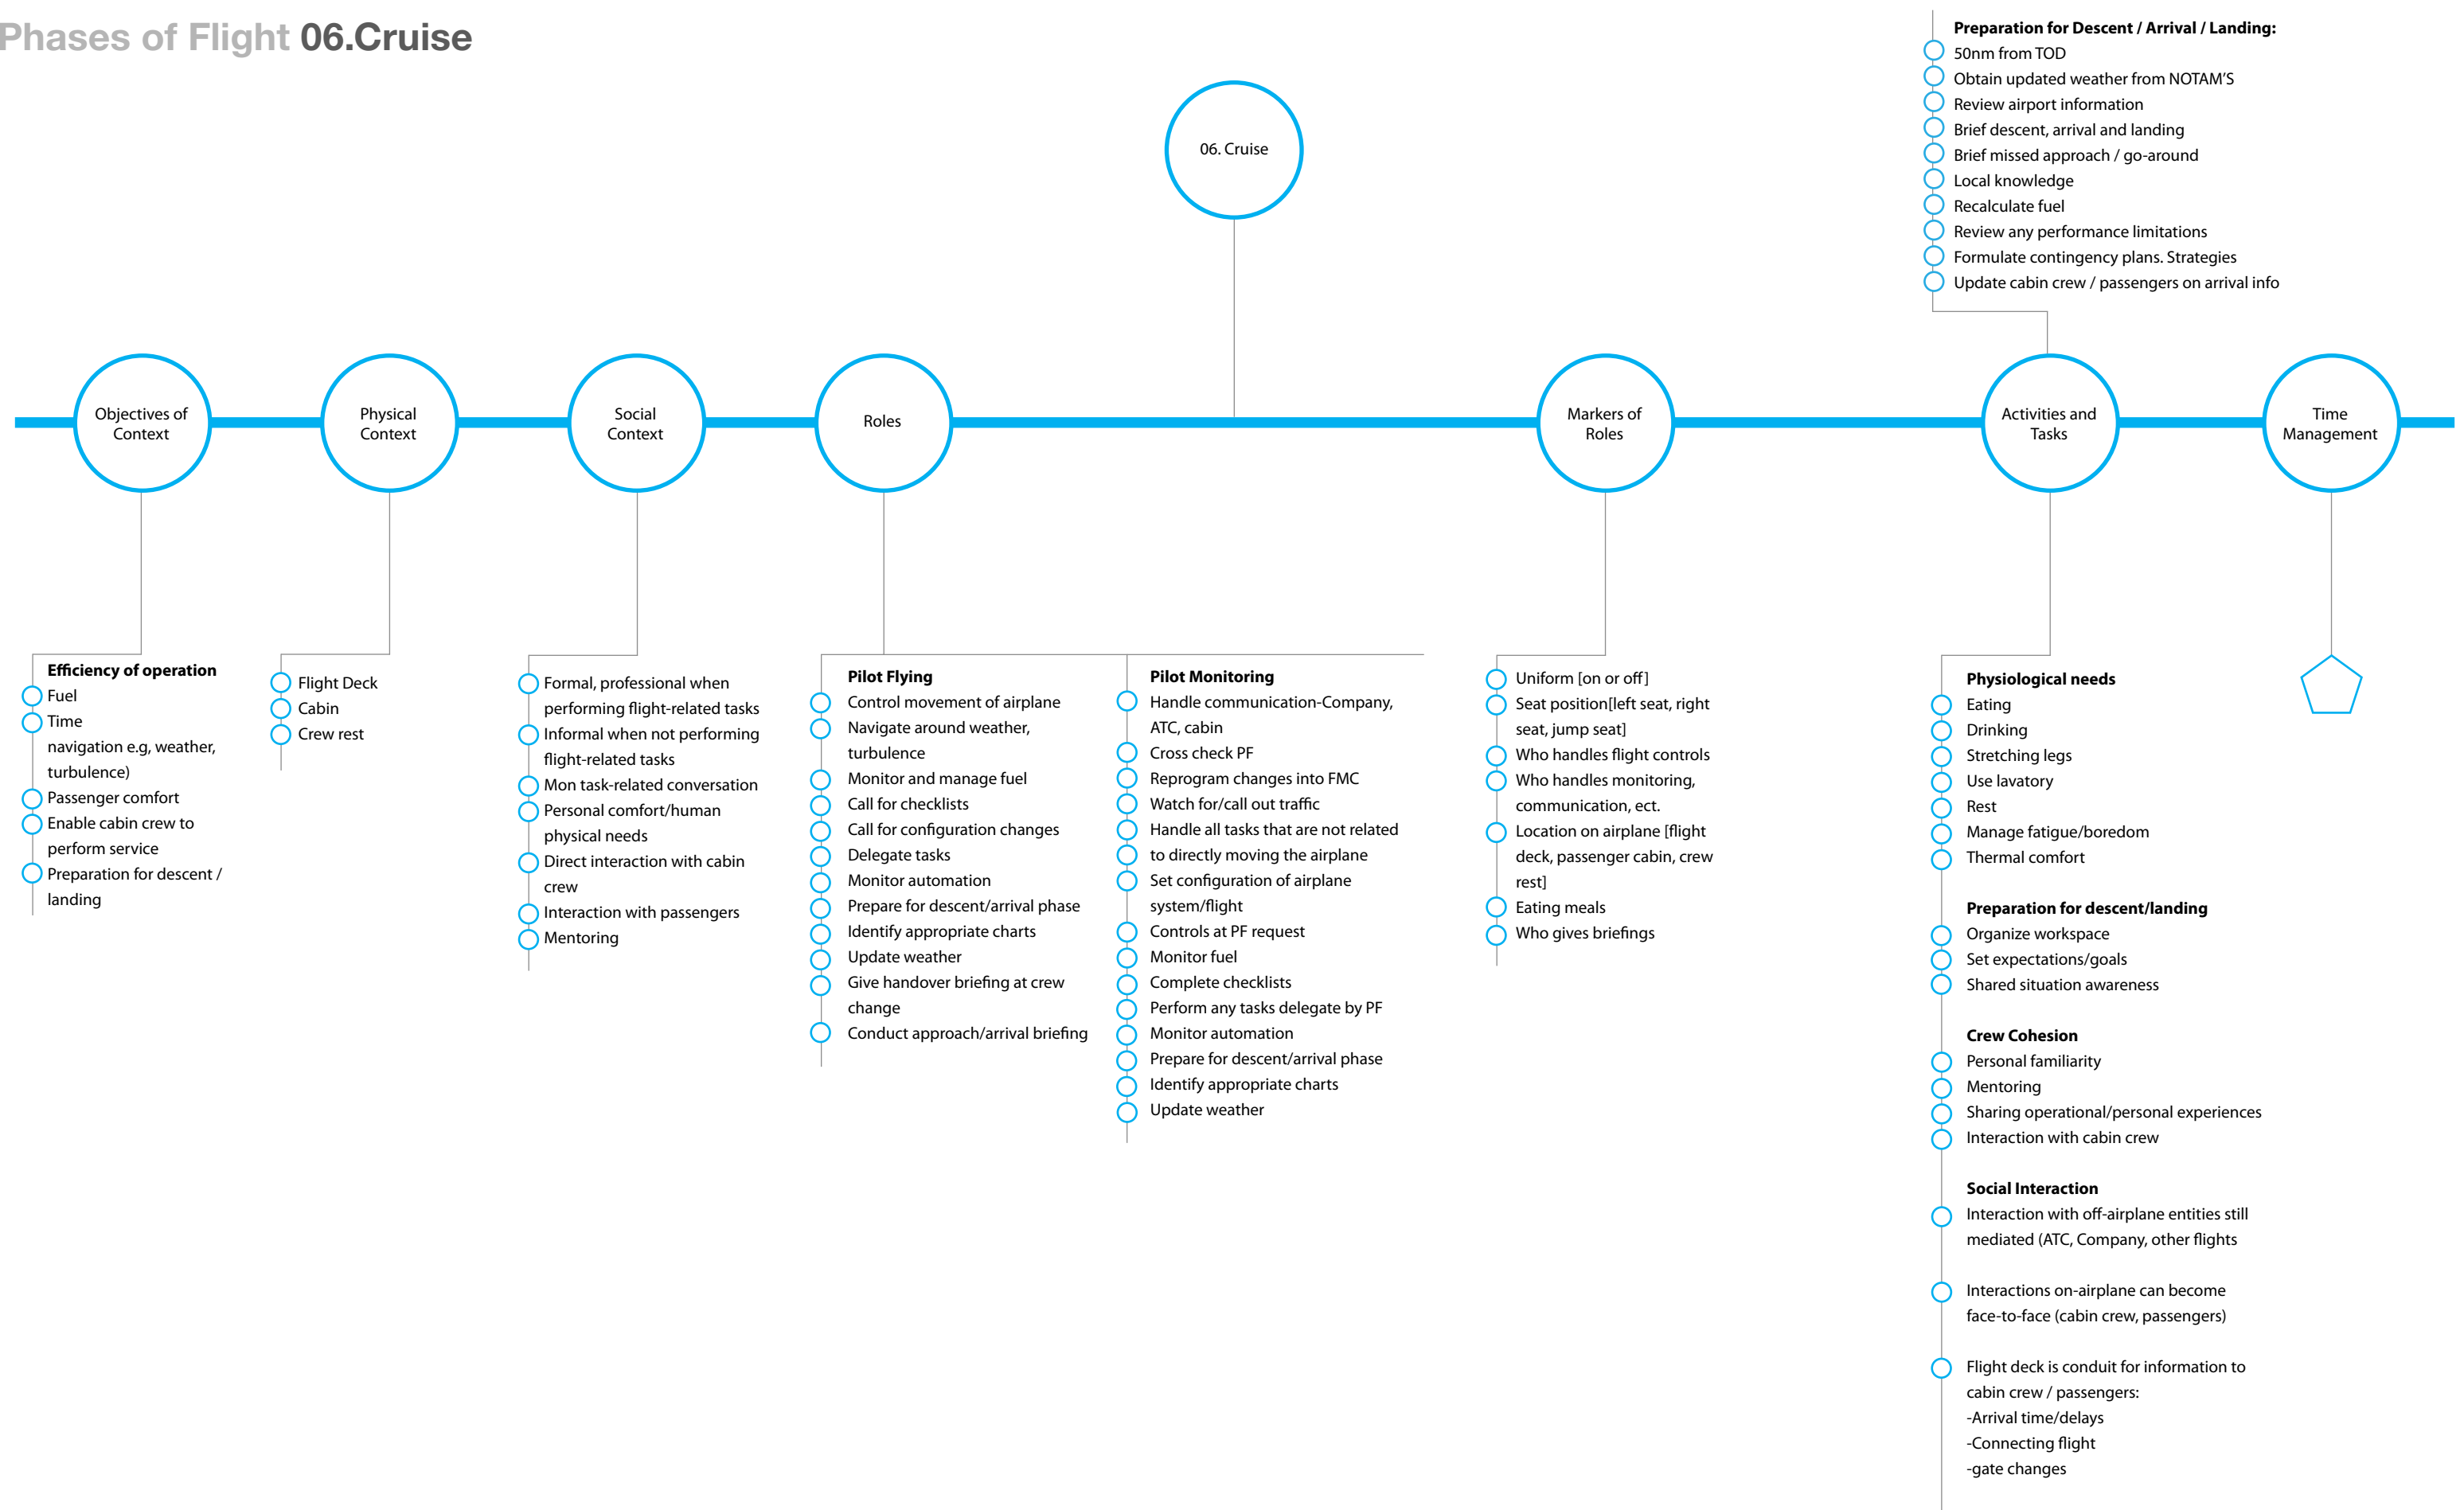 Phases of Flight 06.Cruise
Preparation for Descent / Arrival / Landing:
50nm from TOD
Obtain updated weather from NOTAM'S
Review airport information
Brief descent, arrival and landing
Brief missed approach / go-around
Local knowledge
Recalculate fuel
Review any performance limitations
Formulate contingency plans. Strategies
Update cabin crew / passengers on arrival info
06. Cruise
Objectives of
Context
Physical
Context
Social
Context
Roles
Markers of
Roles
Activities and
Tasks
Time
Management
Efficiency of operation
Fuel
Time
navigation e.g, weather,
turbulence)
Passenger comfort
Enable cabin crew to
perform service
Preparation for descent /
landing
Flight Deck
Cabin
Crew rest
Formal, professional when
performing flight-related tasks
Informal when not performing
flight-related tasks
Mon task-related conversation
Personal comfort/human
physical needs
Direct interaction with cabin
crew
Interaction with passengers
Mentoring
Pilot Flying
Control movement of airplane
Navigate around weather,
turbulence
Monitor and manage fuel
Call for checklists
Call for configuration changes
Delegate tasks
Monitor automation
Prepare for descent/arrival phase
Identify appropriate charts
Update weather
Give handover briefing at crew
change
Conduct approach/arrival briefing
Pilot Monitoring
Handle communication-Company,
ATC, cabin
Cross check PF
Reprogram changes into FMC
Watch for/call out traffic
Handle all tasks that are not related
to directly moving the airplane
Set configuration of airplane
system/flight
Controls at PF request
Monitor fuel
Complete checklists
Perform any tasks delegate by PF
Monitor automation
Prepare for descent/arrival phase
Identify appropriate charts
Update weather
Uniform [on or off]
Seat position[left seat, right
seat, jump seat]
Who handles flight controls
Who handles monitoring,
communication, ect.
Location on airplane [flight
deck, passenger cabin, crew
rest]
Eating meals
Who gives briefings
Physiological needs
Eating
Drinking
Stretching legs
Use lavatory
Rest
Manage fatigue/boredom
Thermal comfort
Preparation for descent/landing
Organize workspace
Set expectations/goals
Shared situation awareness
Crew Cohesion
Personal familiarity
Mentoring
Sharing operational/personal experiences
Interaction with cabin crew
Social Interaction
Interaction with off-airplane entities still
mediated (ATC, Company, other flights
Interactions on-airplane can become
face-to-face (cabin crew, passengers)
Flight deck is conduit for information to
cabin crew / passengers:
-Arrival time/delays
-Connecting flight
-gate changes